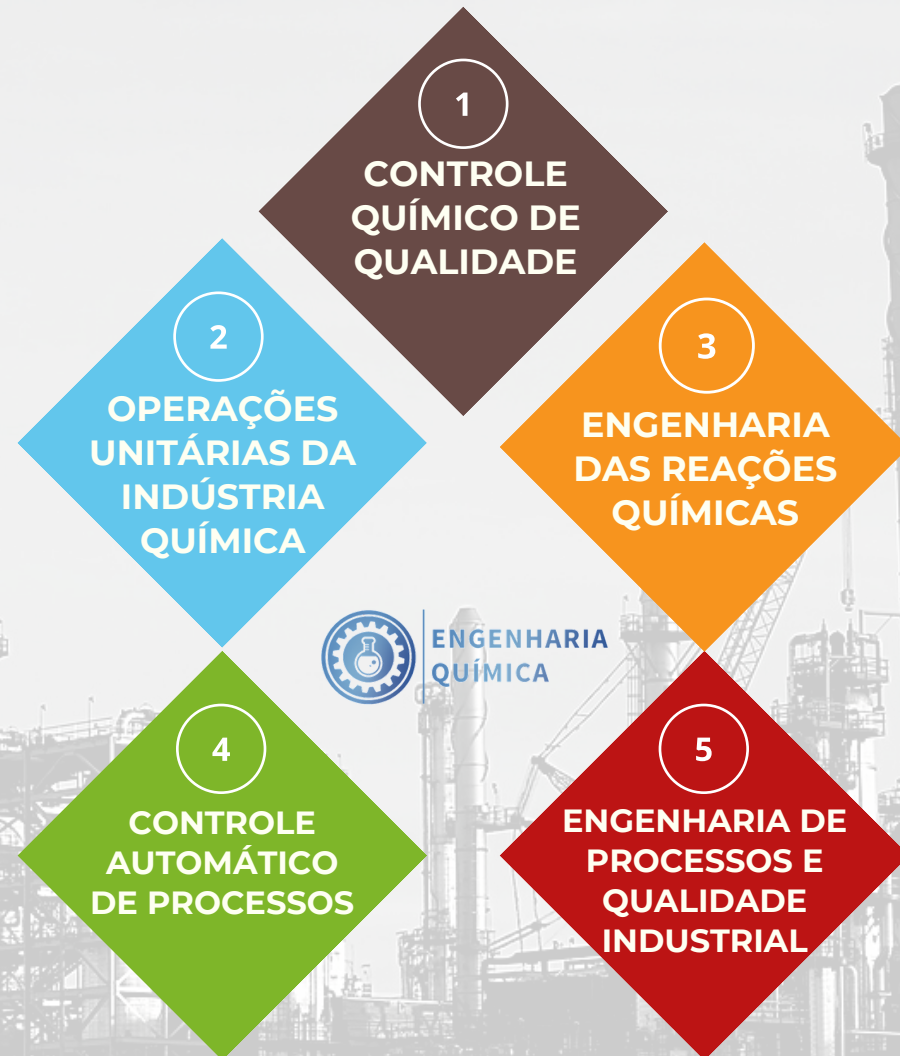 1
CONTROLE
QUÍMICO DE
QUALIDADE
2
OPERAÇÕES
UNITÁRIAS DA
INDÚSTRIA
QUÍMICA
3
ENGENHARIA
DAS REAÇÕES
QUÍMICAS
ENGENHARIA
QUÍMICA
4
CONTROLE
AUTOMÁTICO
DE PROCESSOS
5
ENGENHARIA DE
PROCESSOS E
QUALIDADE
INDUSTRIAL